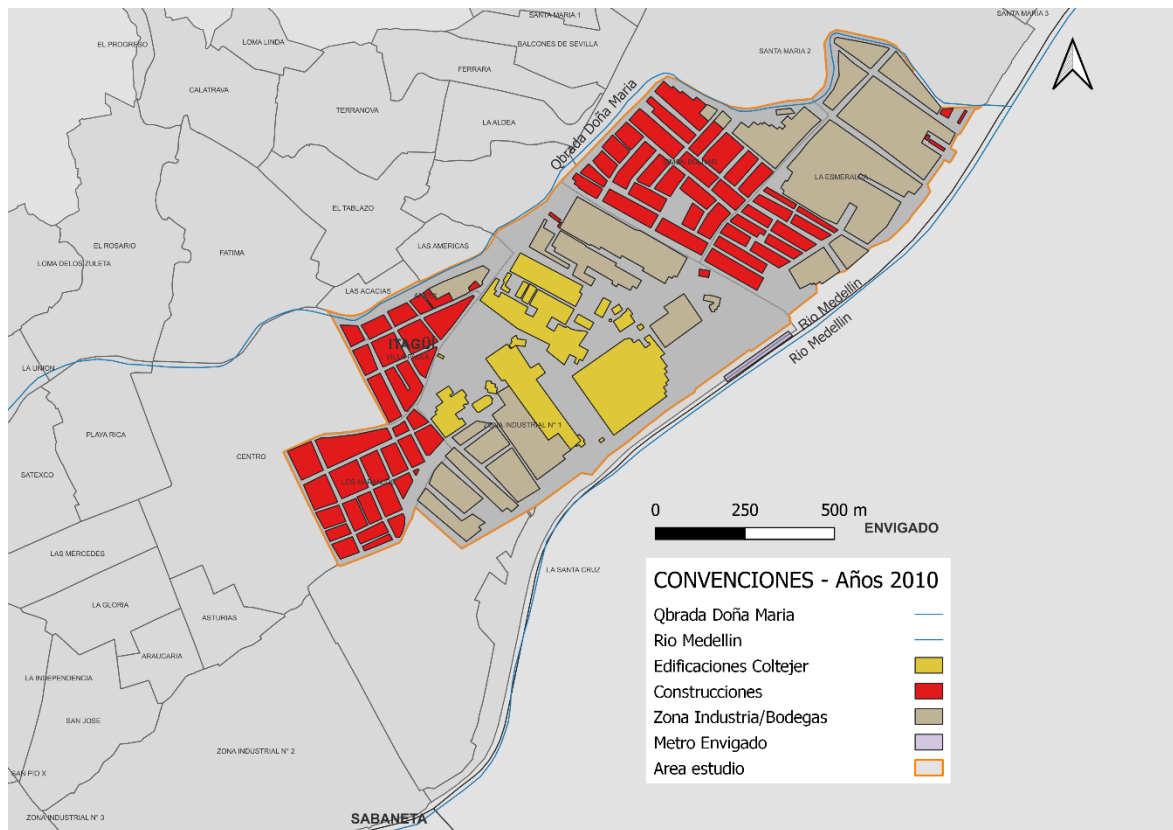 SANTA MARIA 1
SANTA MARIA 3
EL PROGRESO
LOMA LINDA
BALCONES DE SEVILLA
SANTA MARIA 2
FERRARA
CALATRAVA
TERRANOVA
LA ALDEA
Qbrada Doña Maria
SIMON BOLIVAR
LA ESMERALDA
EL TABLAZO
EL ROSARIO
FATIMA
LAS AMERICAS
LOMA DELOS ZULETA
LAS ACACIAS
Rio Medellin
Rio Medellin
ITAGÜI
LA UNION
PLAYA RICA
ZONA INDUSTRIAL N° 1
CENTRO
SATEXCO
LOS NARANJOS
0 250 500 m
ENVIGADO
LAS MERCEDES
LA SANTA CRUZ
CONVENCIONES - Años 2010
Qbrada Doña Maria
Rio Medellin
Edificaciones Coltejer
Construcciones
Zona Industria/Bodegas
Metro Envigado
Area estudio
LA GLORIA
ASTURIAS
ARAUCARIA
LA INDEPENDENCIA
SAN JOSE
ZONA INDUSTRIAL N° 2
SAN PIO X
ZONA INDUSTRIAL N° 3
SABANETA